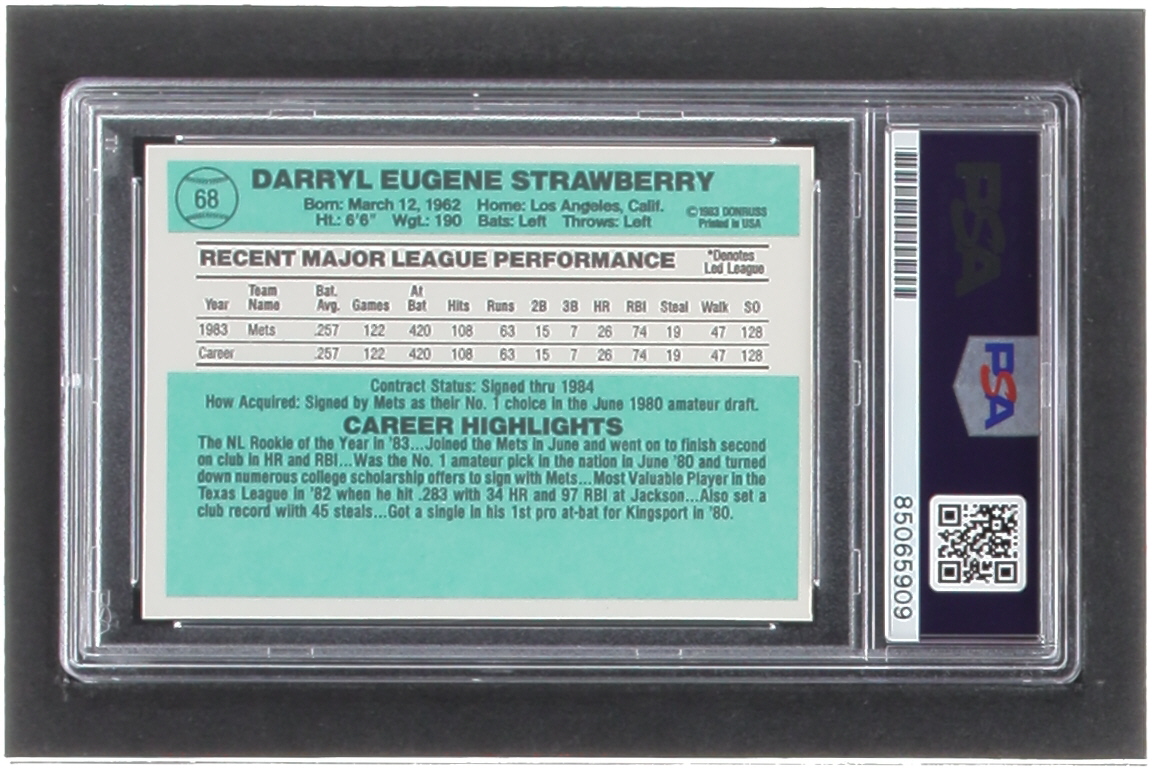 68
DARRYL EUGENE STRAWBERRY
Born: March 12, 1962 Home: Los Angeles, Calif.
Ht.: 6'6" Wgt.: 190 Bats: Left Throws: Left
© 1983 DONRUSS
Printed in USA
RECENT MAJOR LEAGUE PERFORMANCE
*Denotes
Led League
Year Team Name Bat. Avg. Games At Bat Hits Runs 2B 3B HR RBI Steal Walk SO
1983 Mets .257 122 420 108 63 15 7 26 74 19 47 128
Career .257 122 420 108 63 15 7 26 74 19 47 128
Contract Status: Signed thru 1984
How Acquired: Signed by Mets as their No. 1 choice in the June 1980 amateur draft.
CAREER HIGHLIGHTS
The NL Rookie of the Year in '83...Joined the Mets in June and went on to finish second
on club in HR and RBI...Was the No. 1 amateur pick in the nation in June '80 and turned
down numerous college scholarship offers to sign with Mets...Most Valuable Player in the
Texas League in '82 when he hit .283 with 34 HR and 97 RBI at Jackson...Also set a
club record with 45 steals...Got a single in his 1st pro at-bat for Kingsport in '80.
PSA
PSA
85065909